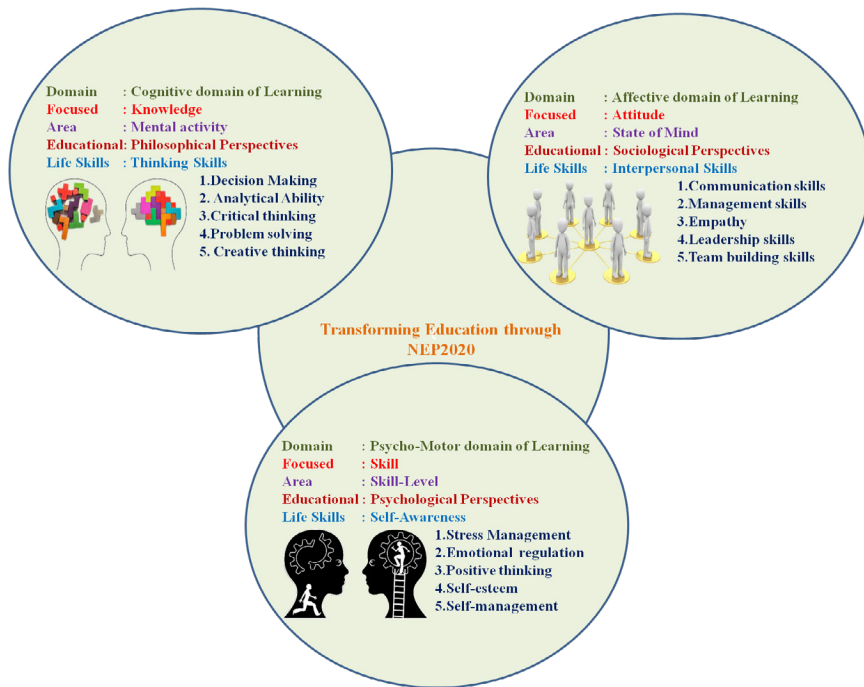 Domain : Cognitive domain of Learning
Focused : Knowledge
Area : Mental activity
Educational : Philosophical Perspectives
Life Skills : Thinking Skills
1.Decision Making
2. Analytical Ability
3.Critical thinking
4.Problem solving
5. Creative thinking
Domain : Affective domain of Learning
Focused : Attitude
Area : State of Mind
Educational : Sociological Perspectives
Life Skills : Interpersonal Skills
1.Communication skills
2.Management skills
3.Empathy
4.Leadership skills
5.Team building skills
Transforming Education through
NEP2020
Domain : Psycho-Motor domain of Learning
Focused : Skill
Area : Skill-Level
Educational : Psychological Perspectives
Life Skills : Self-Awareness
1.Stress Management
2.Emotional regulation
3.Positive thinking
4.Self-esteem
5.Self-management